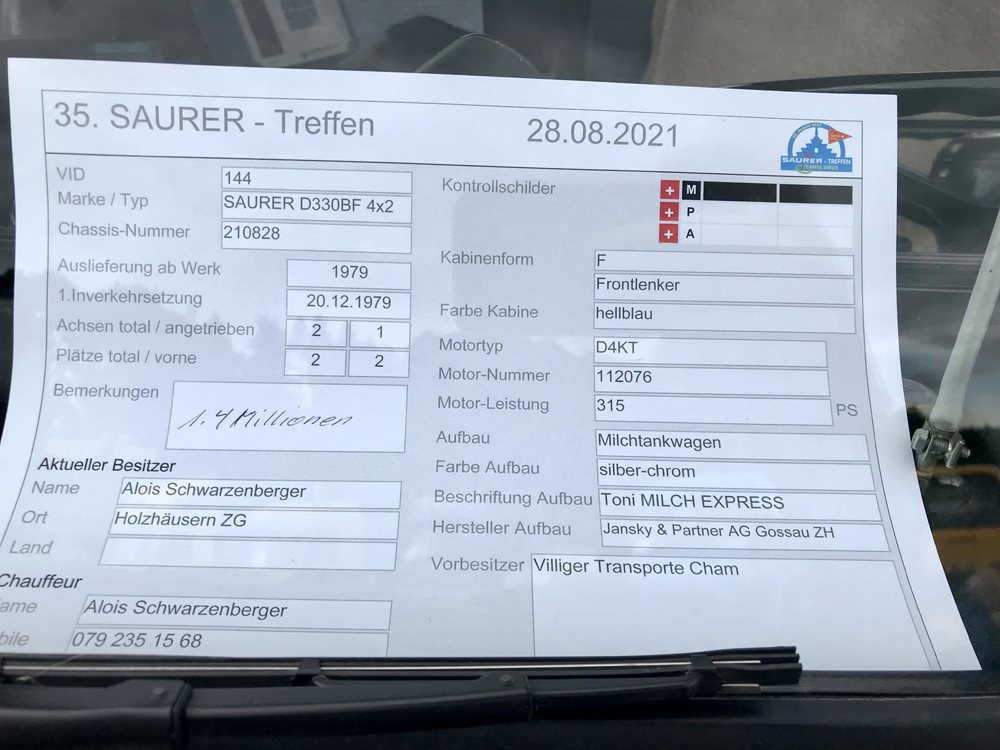 35. SAURER - Treffen
28.08.2021
SAURER - TREFFEN
VID 144
Marke / Typ SAURER D330BF 4x2
Chassis-Nummer 210828
Auslieferung ab Werk 1979
1.Inverkehrsetzung 20.12.1979
Achsen total / angetrieben 2 1
Plätze total / vorne 2 2
Bemerkungen 1.4 Millionen
Aktueller Besitzer
Name Alois Schwarzenberger
Ort Holzhäusern ZG
Land
Chauffeur
ame Alois Schwarzenberger
bile 079 235 15 68
Kontrollschilder M
P
A
Kabinenform F
Frontlenker
Farbe Kabine hellblau
Motortyp D4KT
Motor-Nummer 112076
Motor-Leistung 315 PS
Aufbau Milchtankwagen
Farbe Aufbau silber-chrom
Beschriftung Aufbau Toni MILCH EXPRESS
Hersteller Aufbau Jansky & Partner AG Gossau ZH
Vorbesitzer Villiger Transporte Cham